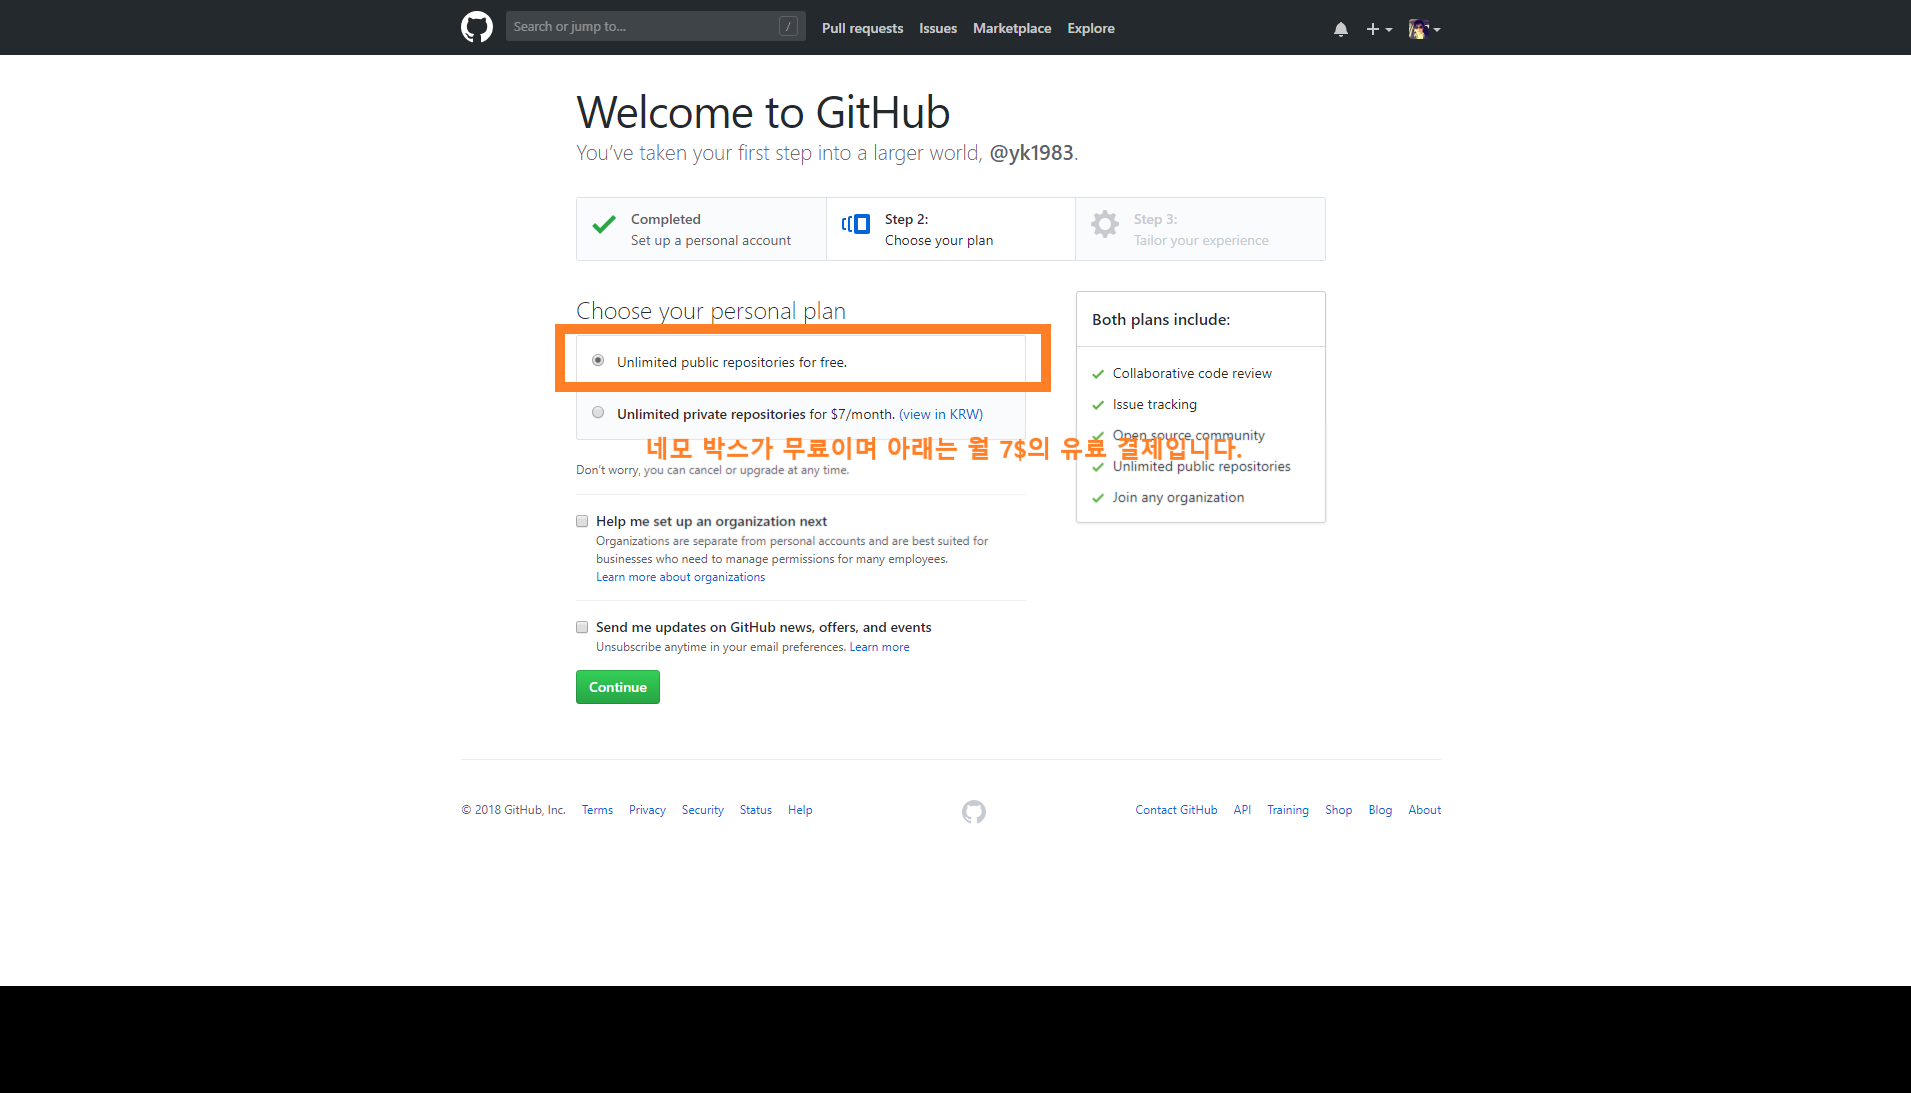 Search or jump to...
/
Pull requests
Issues
Marketplace
Explore
Welcome to GitHub
You've taken your first step into a larger world, @yk1983.
Completed
Set up a personal account
Step 2:
Choose your plan
Step 3:
Tailor your experience
Choose your personal plan
Unlimited public repositories for free.
Unlimited private repositories for $7/month. (view in KRW)
네모 박스가 무료이며 아래는 월 7$의 유료 결제입니다.
Don't worry, you can cancel or upgrade at any time.
Both plans include:
Collaborative code review
Issue tracking
Open source community
Unlimited public repositories
Join any organization
Help me set up an organization next
Organizations are separate from personal accounts and are best suited for
businesses who need to manage permissions for many employees.
Learn more about organizations
Send me updates on GitHub news, offers, and events
Unsubscribe anytime in your email preferences. Learn more
Continue
© 2018 GitHub, Inc. Terms Privacy Security Status Help
Contact GitHub API Training Shop Blog About